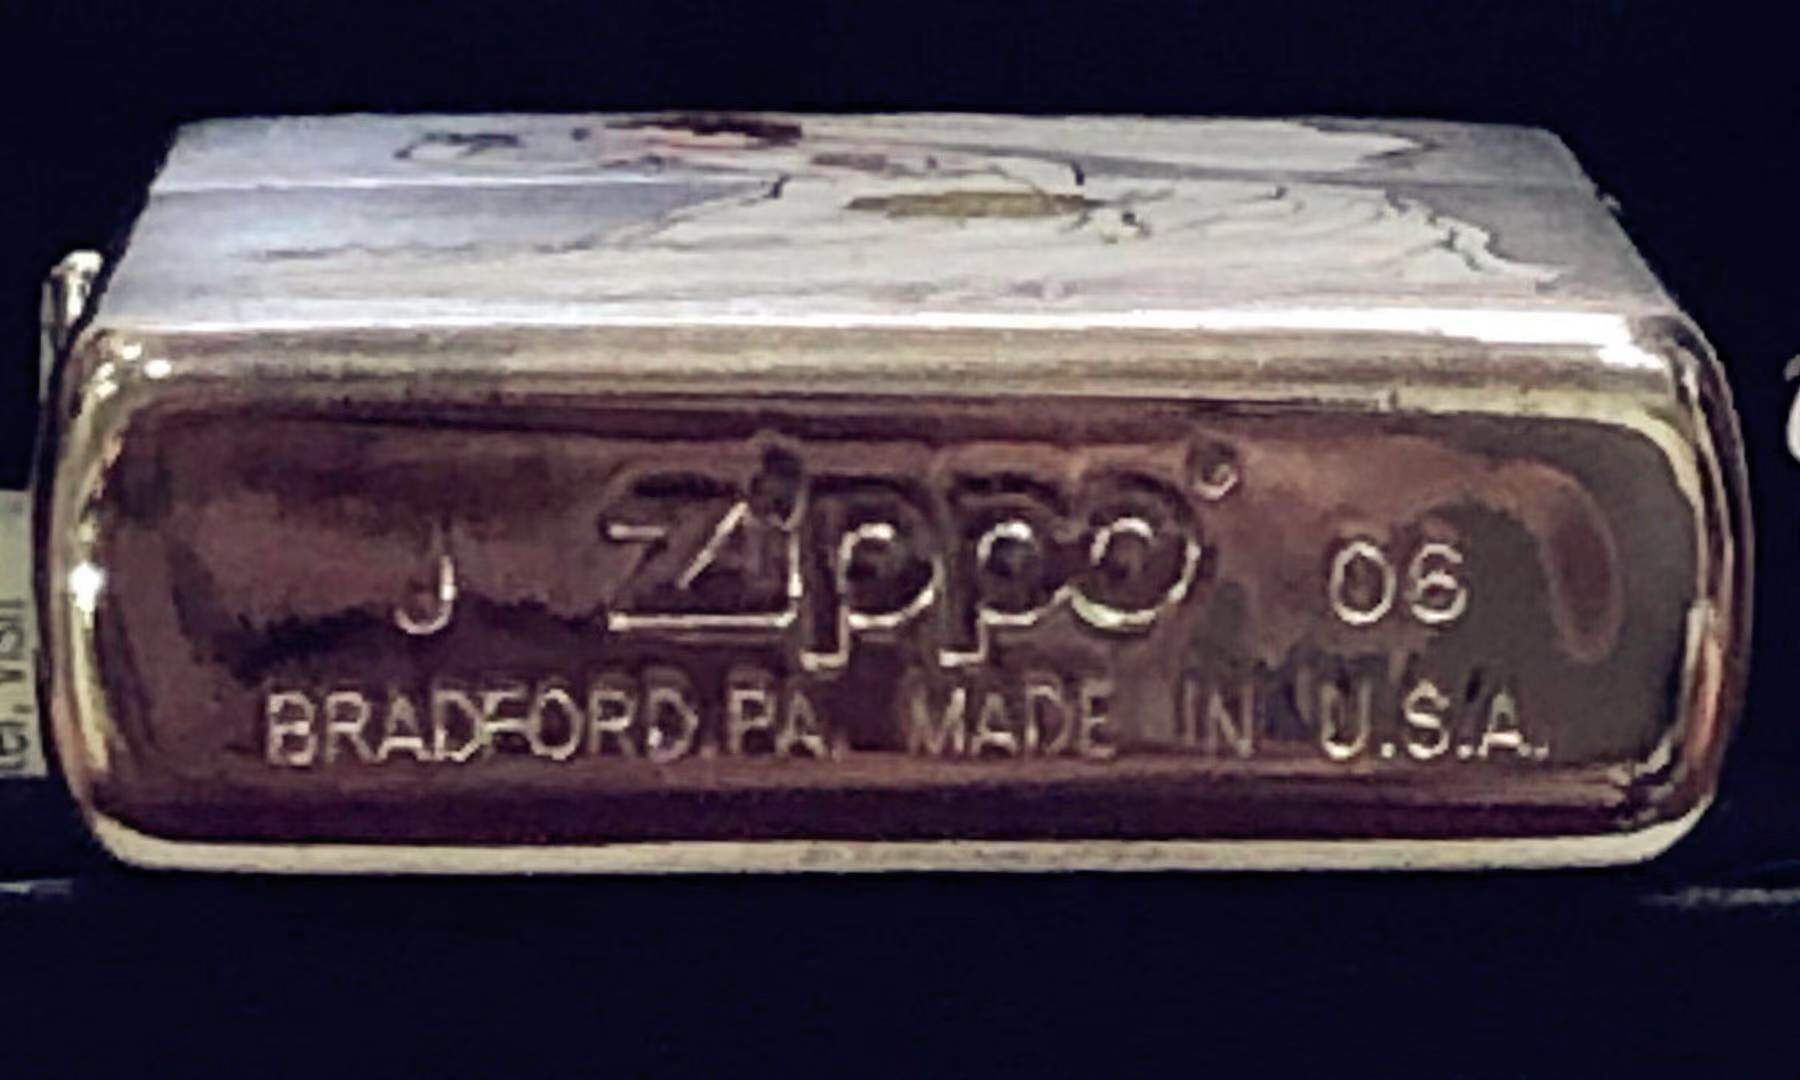 J Zippo® 06
BRADFORD.PA. MADE IN U.S.A.